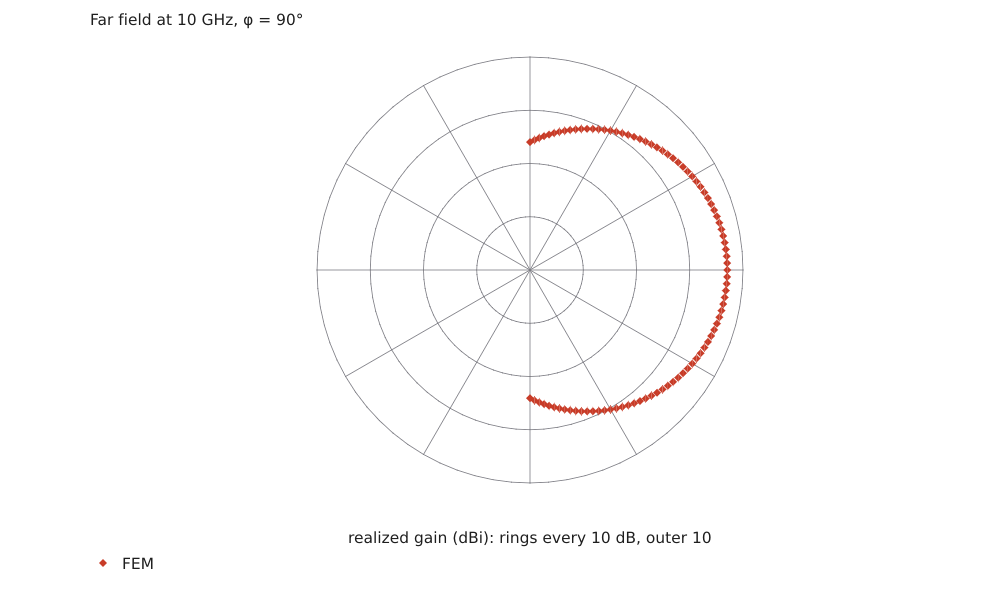 Far field at 10 GHz, φ = 90°
realized gain (dBi): rings every 10 dB, outer 10
FEM